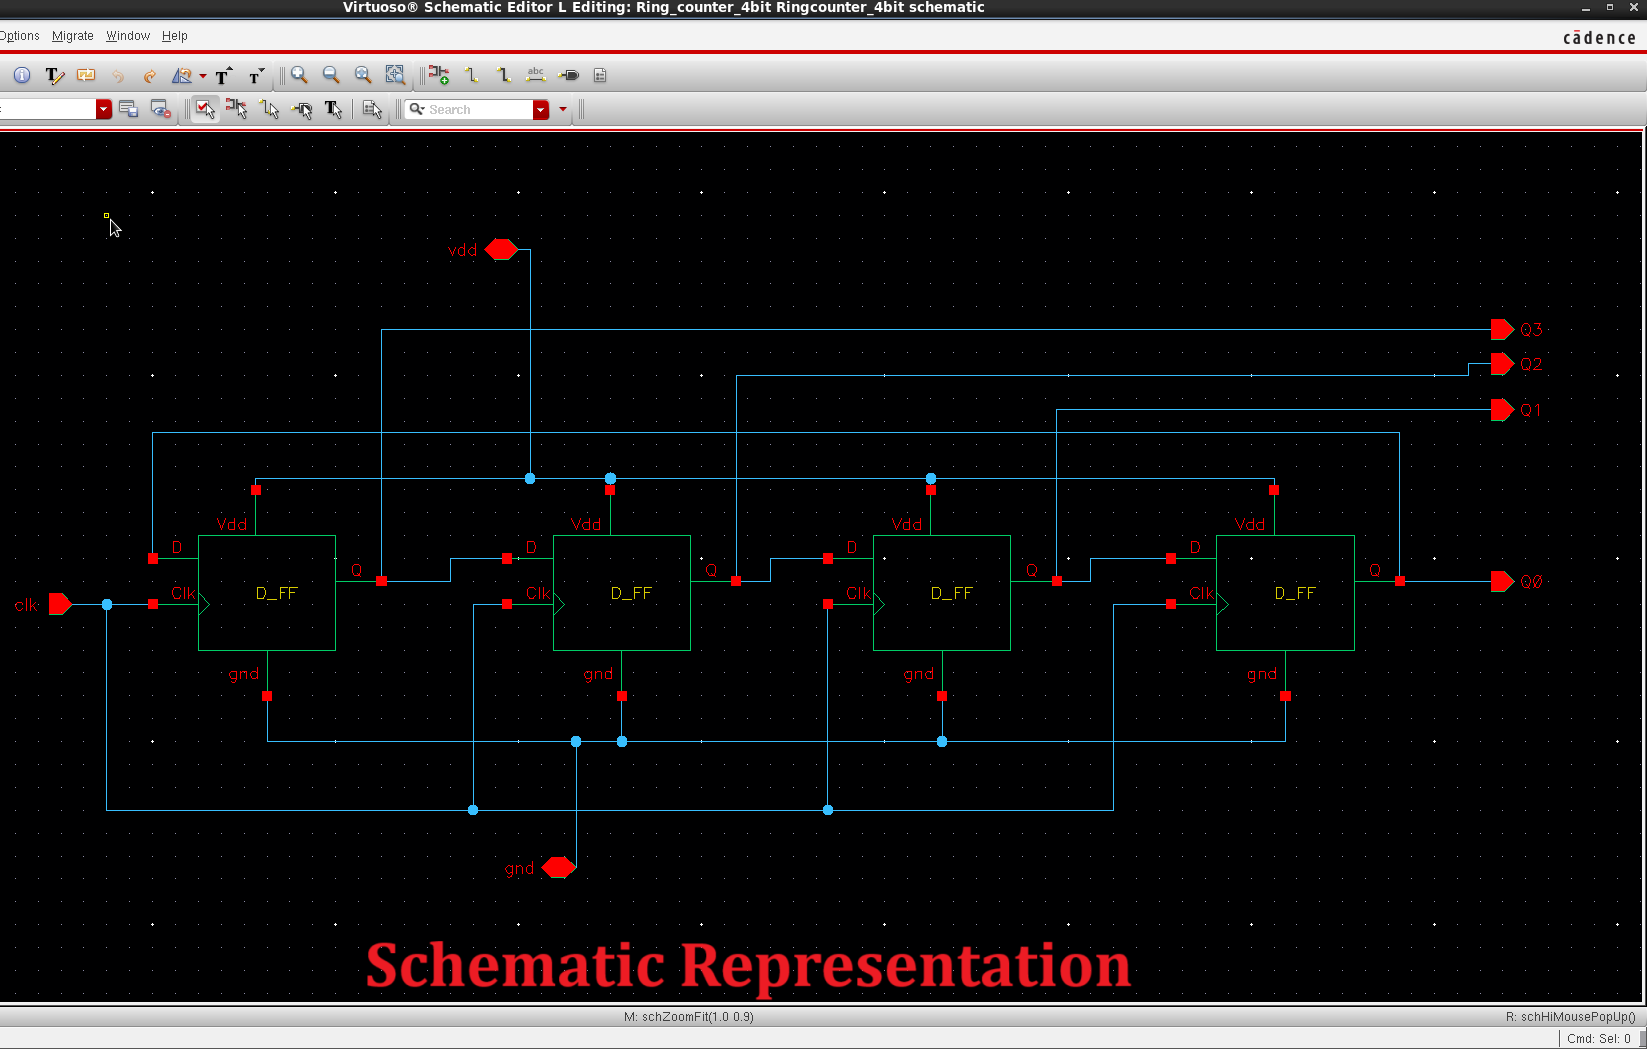 Virtuoso® Schematic Editor L Editing: Ring_counter_4bit Ringcounter_4bit schematic
Options Migrate Window Help
cādence
abc
Search
vdd
Q3
Q2
Q1
Vdd Vdd Vdd Vdd
D D D D
Q Q Q Q
clk Clk D_FF Clk D_FF Clk D_FF Clk D_FF Q0
gnd gnd gnd gnd
gnd
Schematic Representation
M: schZoomFit(1.0 0.9) R: schHiMousePopUp()
Cmd: Sel: 0